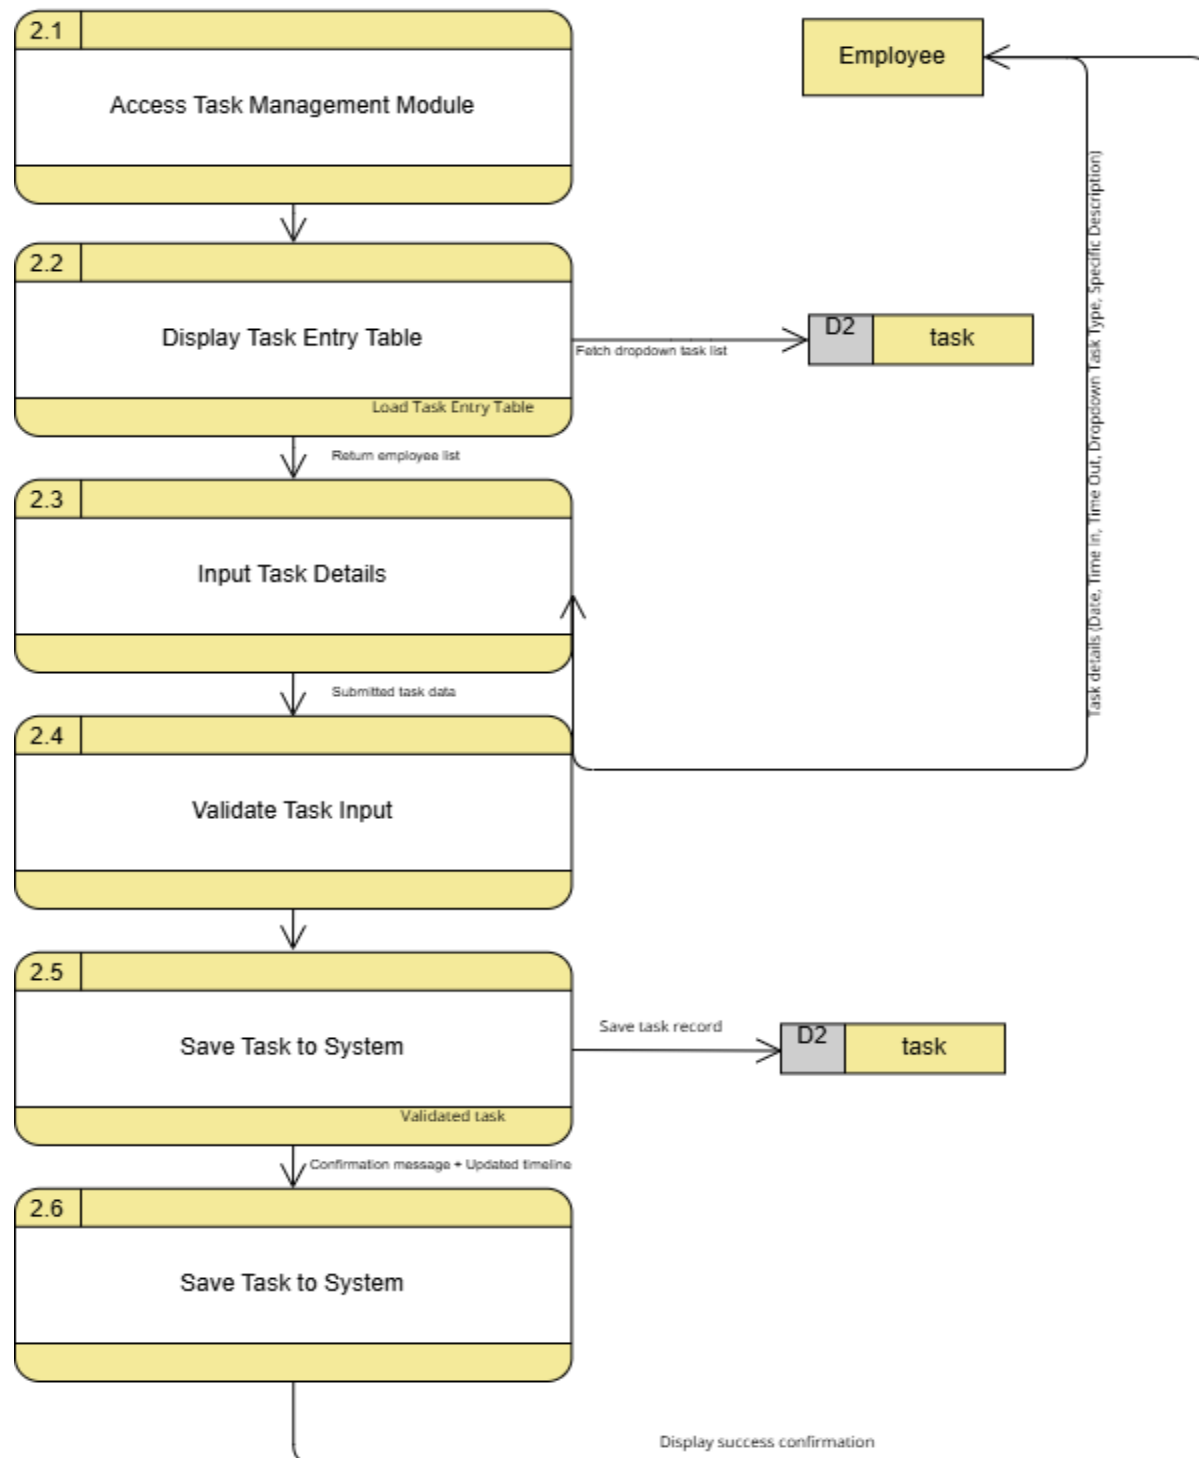 2.1
Access Task Management Module
Employee
2.2
Display Task Entry Table
Load Task Entry Table
Fetch dropdown task list
D2
task
Task details (Date, Time In, Time Out, Dropdown Task Type, Specific Description)
Return employee list
2.3
Input Task Details
Submitted task data
2.4
Validate Task Input
2.5
Save Task to System
Validated task
Save task record
D2
task
Confirmation message + Updated timeline
2.6
Save Task to System
Display success confirmation